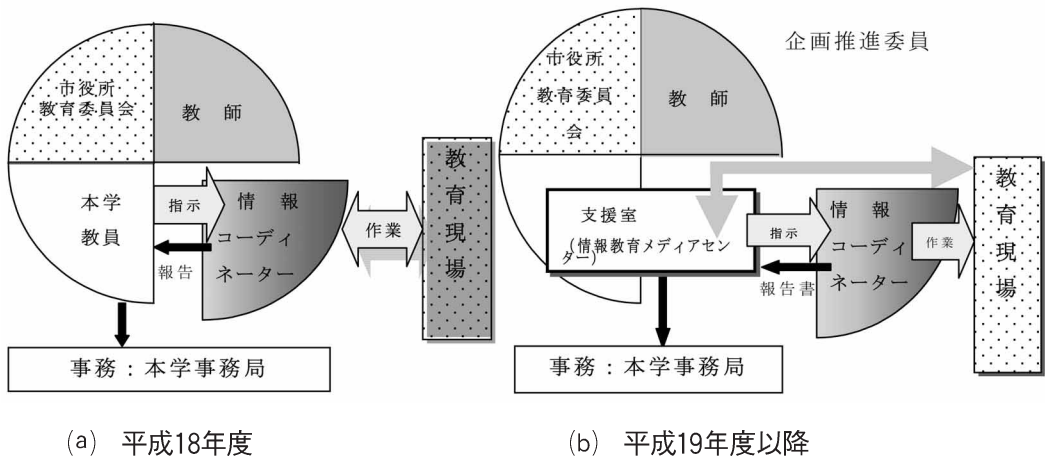 市役所
教育委員会
教 師
本学
教員
指示
報告
情 報
コーディ
ネーター
作業
教
育
現
場
事務：本学事務局
(a) 平成18年度
企画推進委員
市役所
教育委員
会
教 師
支援室
(情報教育メディアセン
ター)
指示
報告書
情報
コーディ
ネーター
作業
教
育
現
場
事務：本学事務局
(b) 平成19年度以降